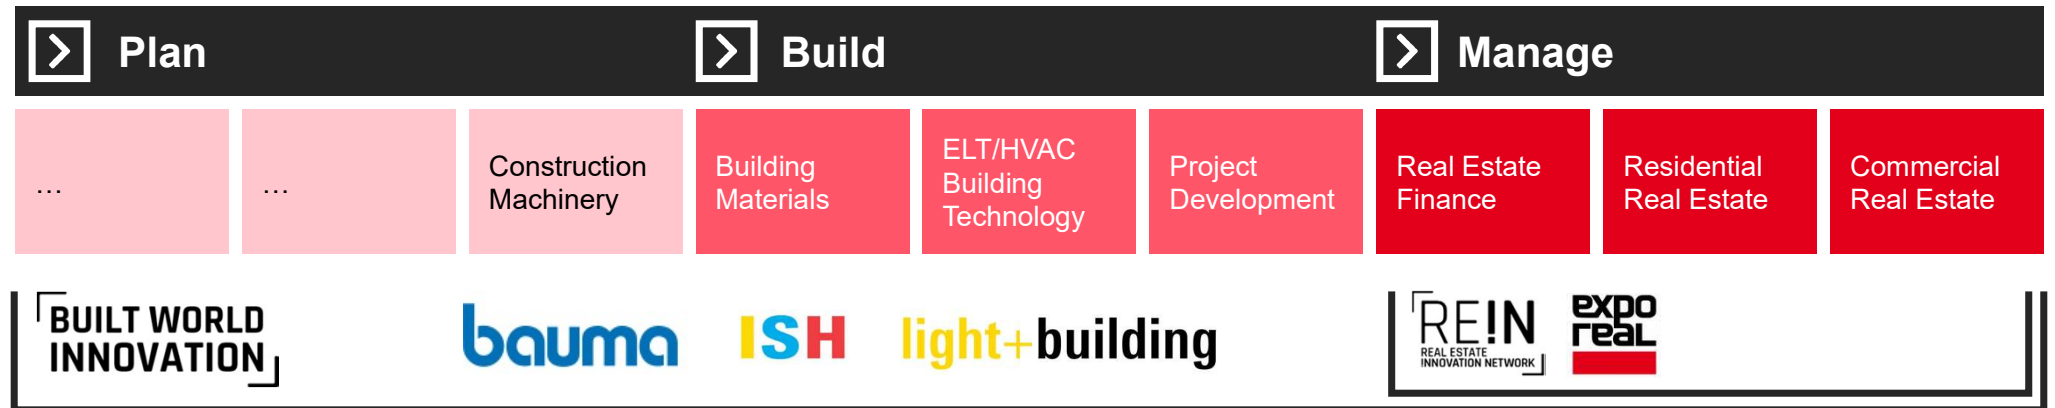 Plan
Build
Manage
...
...
Construction
Machinery
Building
Materials
ELT/HVAC
Building
Technology
Project
Development
Real Estate
Finance
Residential
Real Estate
Commercial
Real Estate
BUILT WORLD
INNOVATION
bauma
ISH
light+building
RE!N
REAL ESTATE
INNOVATION NETWORK
expo
real